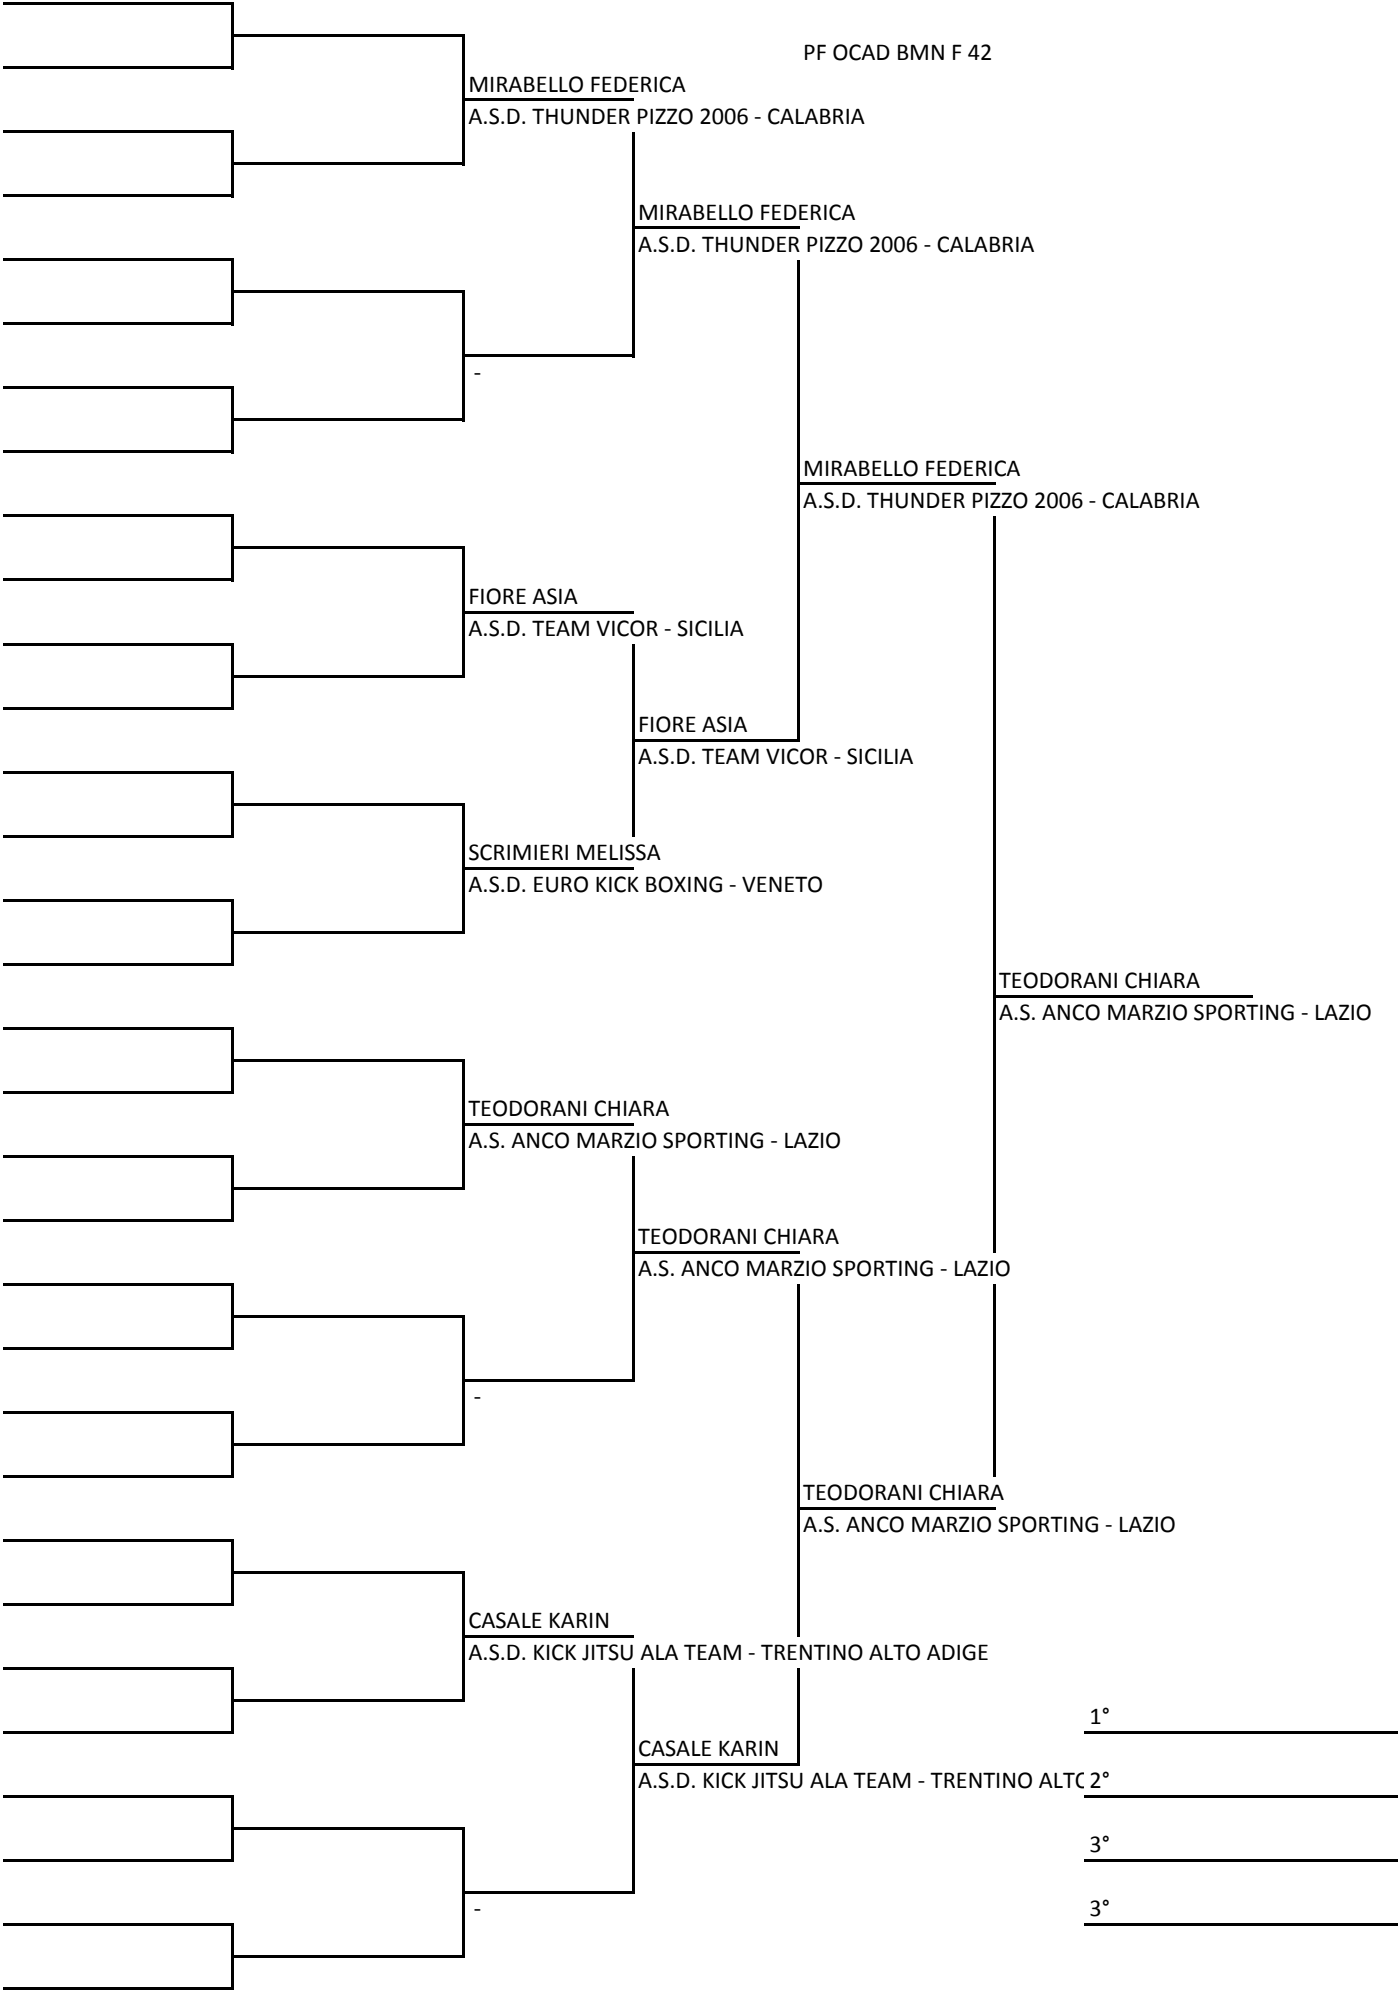 PF OCAD BMN F 42
MIRABELLO FEDERICA
A.S.D. THUNDER PIZZO 2006 - CALABRIA
MIRABELLO FEDERICA
A.S.D. THUNDER PIZZO 2006 - CALABRIA
-
MIRABELLO FEDERICA
A.S.D. THUNDER PIZZO 2006 - CALABRIA
FIORE ASIA
A.S.D. TEAM VICOR - SICILIA
FIORE ASIA
A.S.D. TEAM VICOR - SICILIA
SCRIMIERI MELISSA
A.S.D. EURO KICK BOXING - VENETO
TEODORANI CHIARA
A.S. ANCO MARZIO SPORTING - LAZIO
TEODORANI CHIARA
A.S. ANCO MARZIO SPORTING - LAZIO
TEODORANI CHIARA
A.S. ANCO MARZIO SPORTING - LAZIO
-
TEODORANI CHIARA
A.S. ANCO MARZIO SPORTING - LAZIO
CASALE KARIN
A.S.D. KICK JITSU ALA TEAM - TRENTINO ALTO ADIGE
1°
CASALE KARIN
A.S.D. KICK JITSU ALA TEAM - TRENTINO ALTO
2°
3°
-
3°